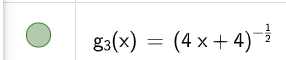 g₃(x) = (4 x + 4)^(-1/2)